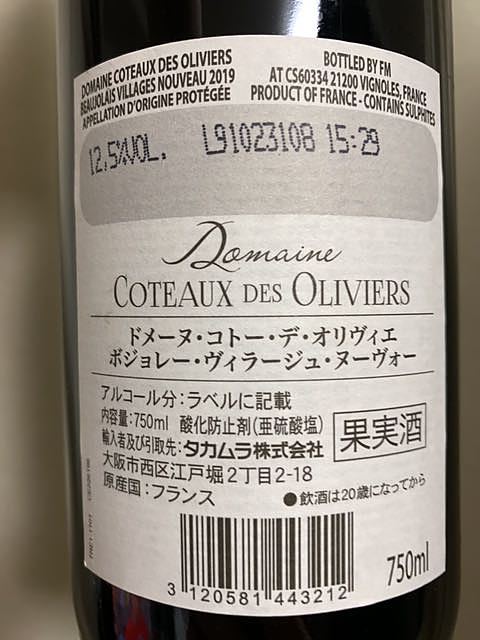 DOMAINE COTEAUX DES OLIVIERS
BEAUJOLAIS VILLAGES NOUVEAU 2019
APPELLATION D'ORIGINE PROTÉGÉE
BOTTLED BY FM
AT CS60334 21200 VIGNOLES, FRANCE
PRODUCT OF FRANCE - CONTAINS SULPHITES
12,5%VOL. L91023108 15:29
Domaine
COTEAUX DES OLIVIERS
ドメーヌ・コトー・デ・オリヴィエ
ボジョレー・ヴィラージュ・ヌーヴォー
アルコール分:ラベルに記載
内容量:750ml 酸化防止剤(亜硫酸塩)
輸入者及び引取先:タカムラ株式会社
大阪市西区江戸堀2丁目2-18
原産国:フランス
果実酒
●飲酒は20歳になってから
3 120581 443212
750ml